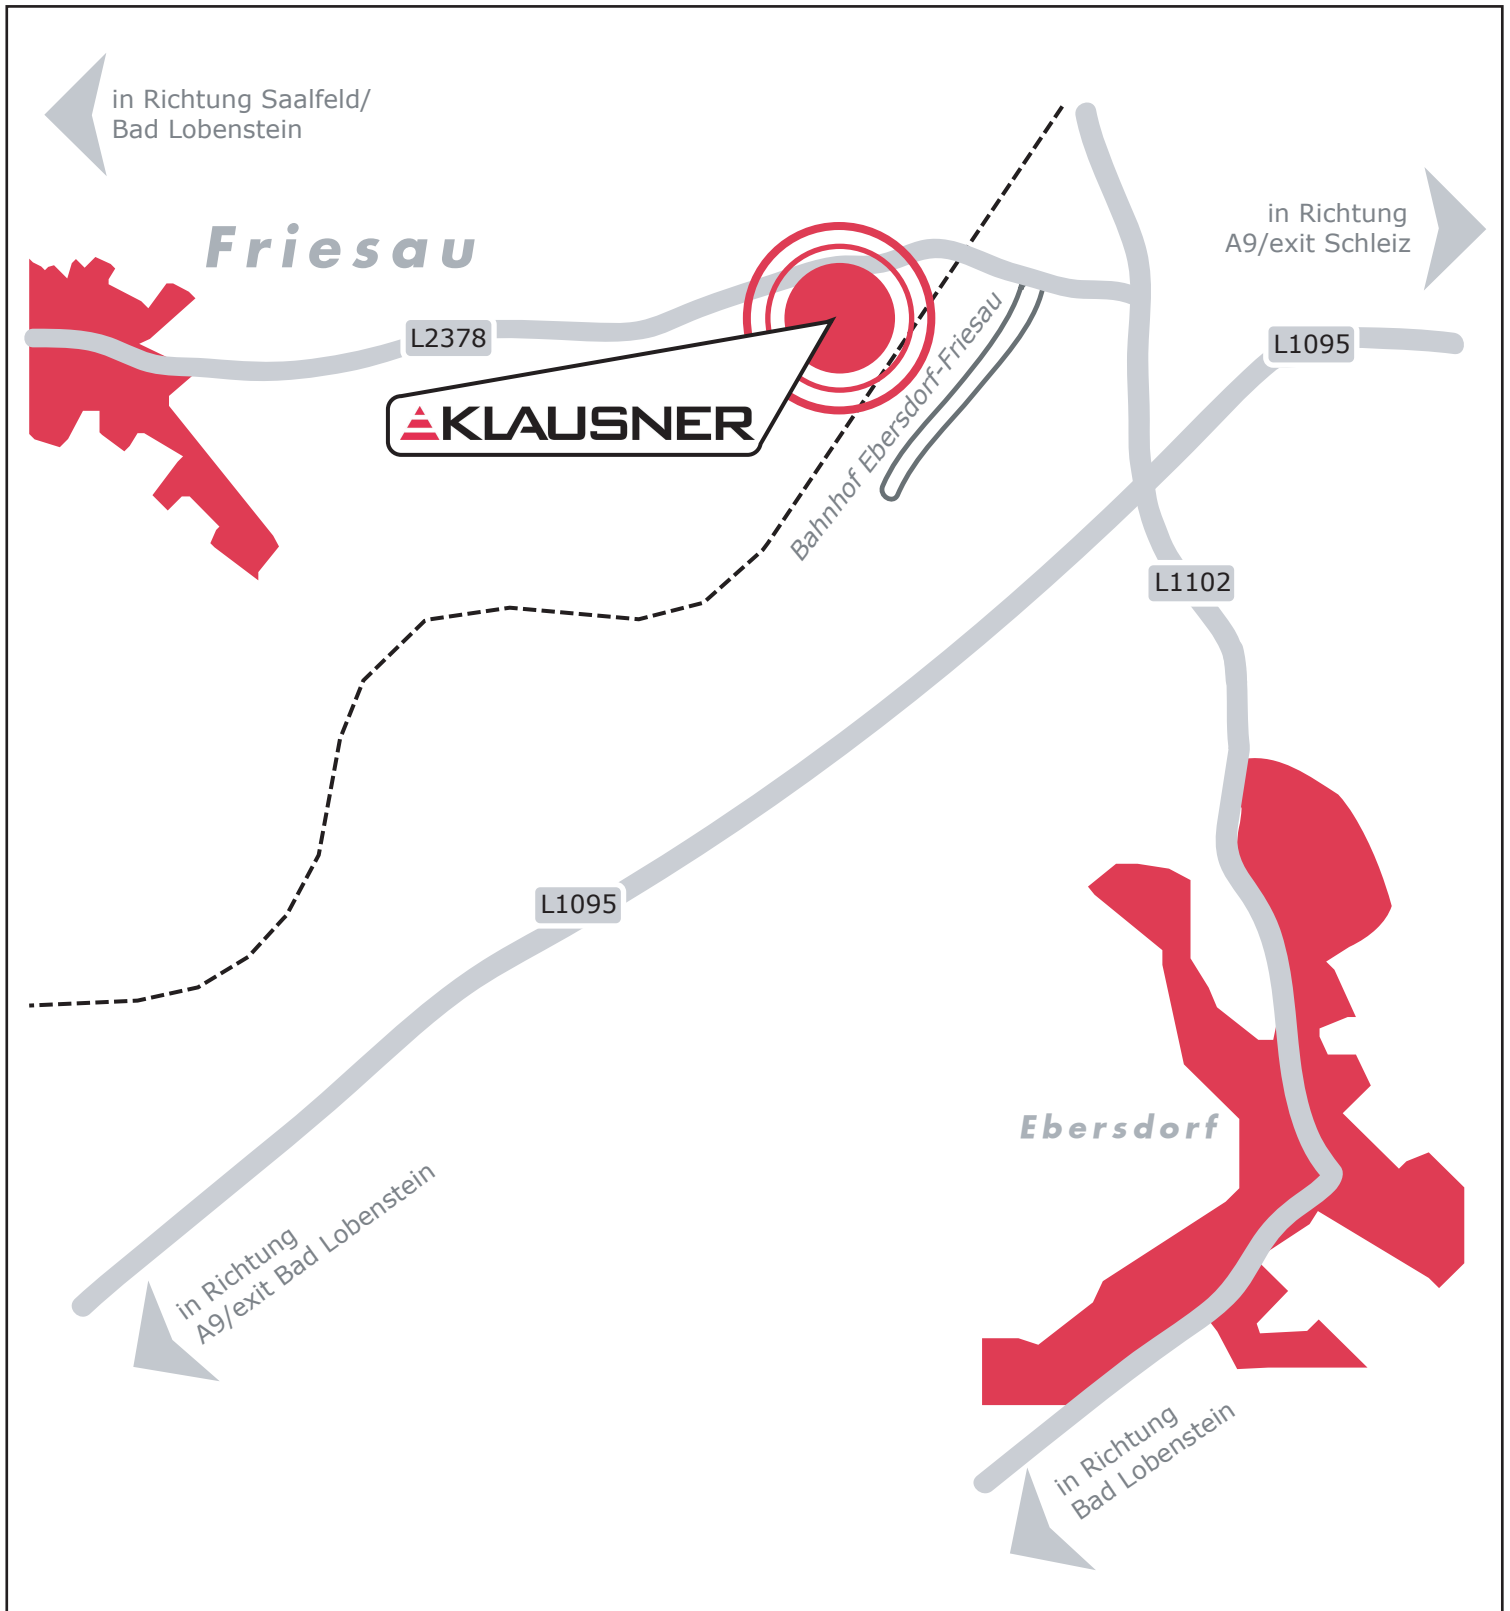 in Richtung Saalfeld/
Bad Lobenstein
in Richtung
A9/exit Schleiz
Friesau
L2378
L1095
KLAUSNER
Bahnhof Ebersdorf-Friesau
L1102
L1095
Ebersdorf
in Richtung
A9/exit Bad Lobenstein
in Richtung
Bad Lobenstein